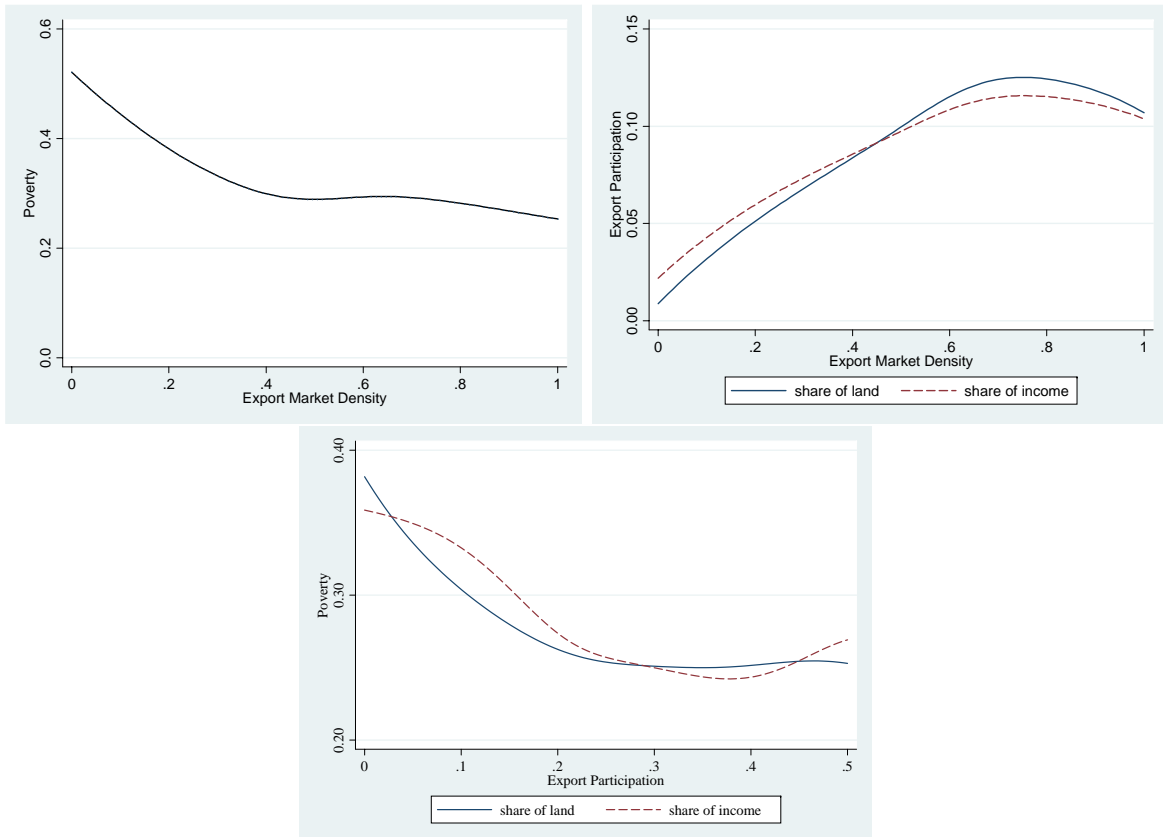 0.6
0.4
0.2
0.0
Poverty
0 .2 .4 .6 .8 1
Export Market Density
0.15
0.10
0.05
0.00
Export Participation
0 .2 .4 .6 .8 1
Export Market Density
share of land share of income
0.40
0.30
0.20
Poverty
0 .1 .2 .3 .4 .5
Export Participation
share of land share of income